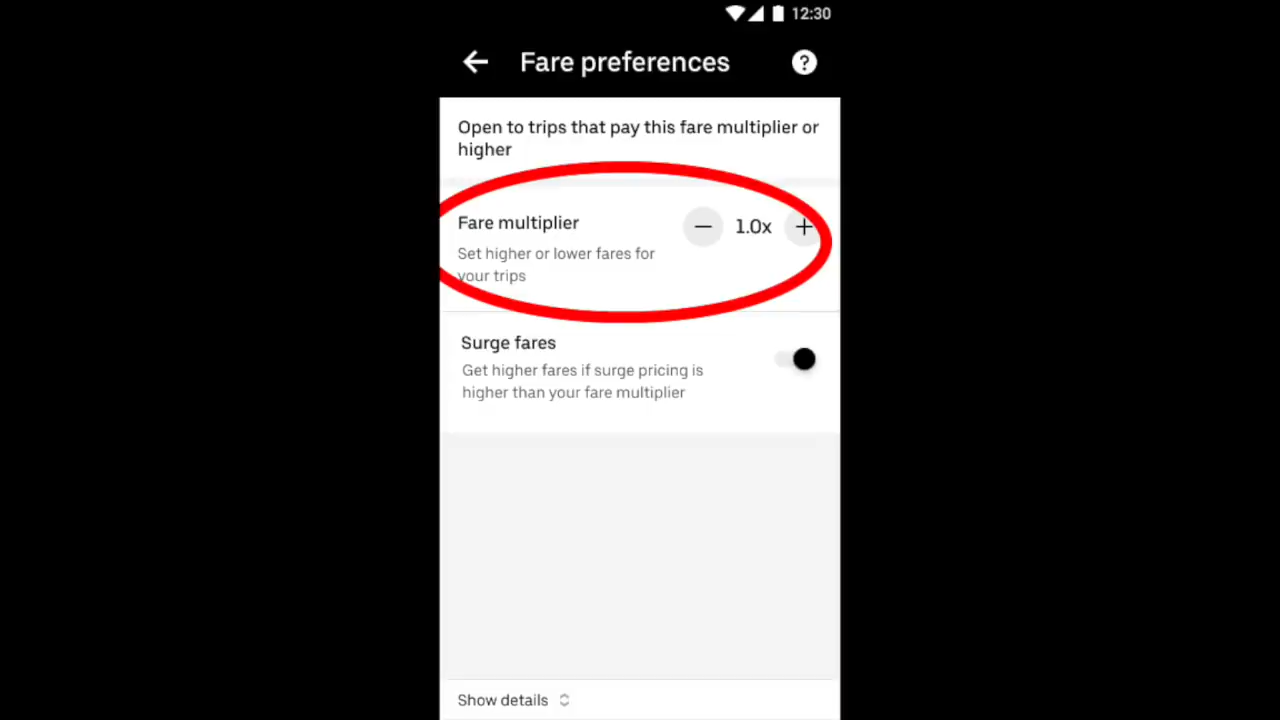 12:30
Fare preferences
?
Open to trips that pay this fare multiplier or
higher
Fare multiplier
− 1.0x +
Set higher or lower fares for
your trips
Surge fares
Get higher fares if surge pricing is
higher than your fare multiplier
Show details